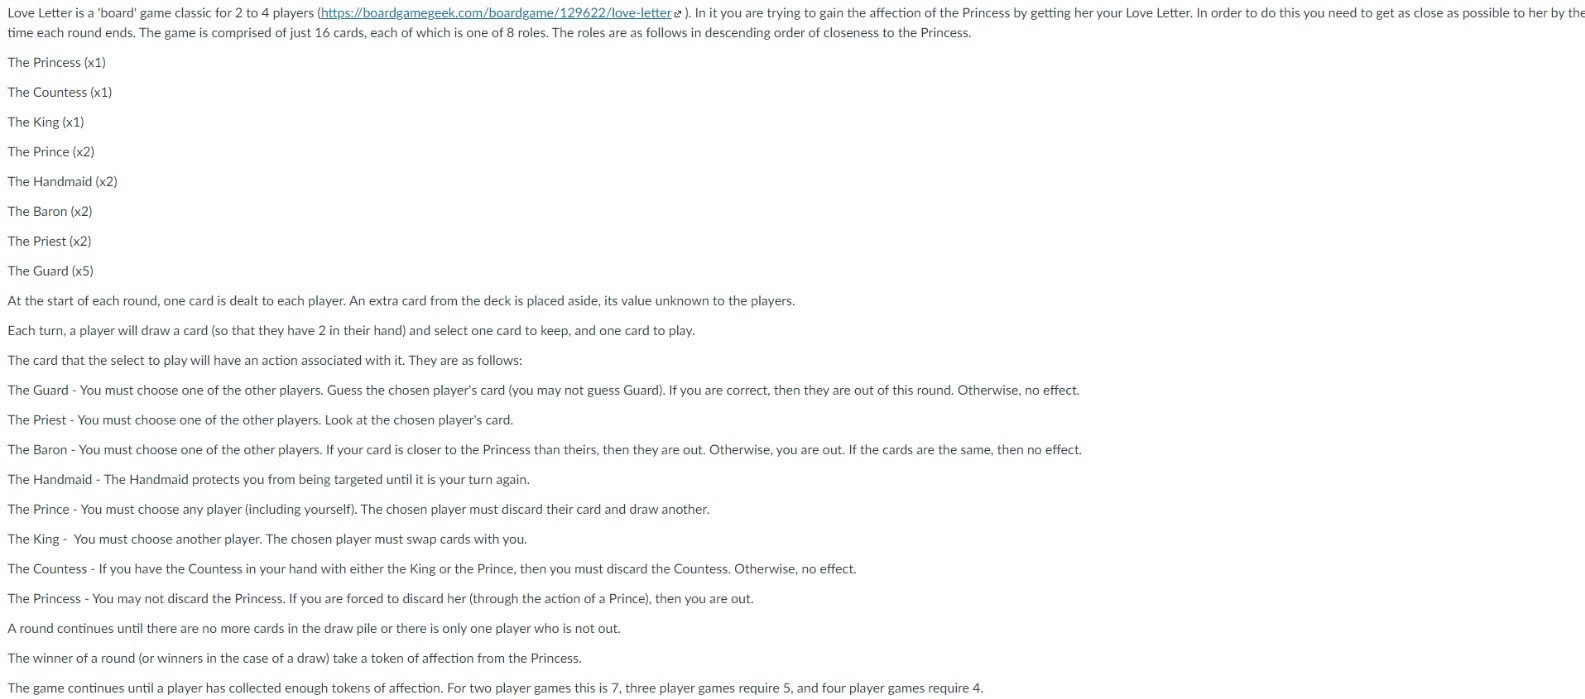 Love Letter is a 'board' game classic for 2 to 4 players (https://boardgamegeek.com/boardgame/129622/love-letter). In it you are trying to gain the affection of the Princess by getting her your Love Letter. In order to do this you need to get as close as possible to her by the
time each round ends. The game is comprised of just 16 cards, each of which is one of 8 roles. The roles are as follows in descending order of closeness to the Princess.
The Princess (x1)
The Countess (x1)
The King (x1)
The Prince (x2)
The Handmaid (x2)
The Baron (x2)
The Priest (x2)
The Guard (x5)
At the start of each round, one card is dealt to each player. An extra card from the deck is placed aside, its value unknown to the players.
Each turn, a player will draw a card (so that they have 2 in their hand) and select one card to keep, and one card to play.
The card that the select to play will have an action associated with it. They are as follows:
The Guard - You must choose one of the other players. Guess the chosen player's card (you may not guess Guard). If you are correct, then they are out of this round. Otherwise, no effect.
The Priest - You must choose one of the other players. Look at the chosen player's card.
The Baron - You must choose one of the other players. If your card is closer to the Princess than theirs, then they are out. Otherwise, you are out. If the cards are the same, then no effect.
The Handmaid - The Handmaid protects you from being targeted until it is your turn again.
The Prince - You must choose any player (including yourself). The chosen player must discard their card and draw another.
The King - You must choose another player. The chosen player must swap cards with you.
The Countess - If you have the Countess in your hand with either the King or the Prince, then you must discard the Countess. Otherwise, no effect.
The Princess - You may not discard the Princess. If you are forced to discard her (through the action of a Prince), then you are out.
A round continues until there are no more cards in the draw pile or there is only one player who is not out.
The winner of a round (or winners in the case of a draw) take a token of affection from the Princess.
The game continues until a player has collected enough tokens of affection. For two player games this is 7, three player games require 5, and four player games require 4.